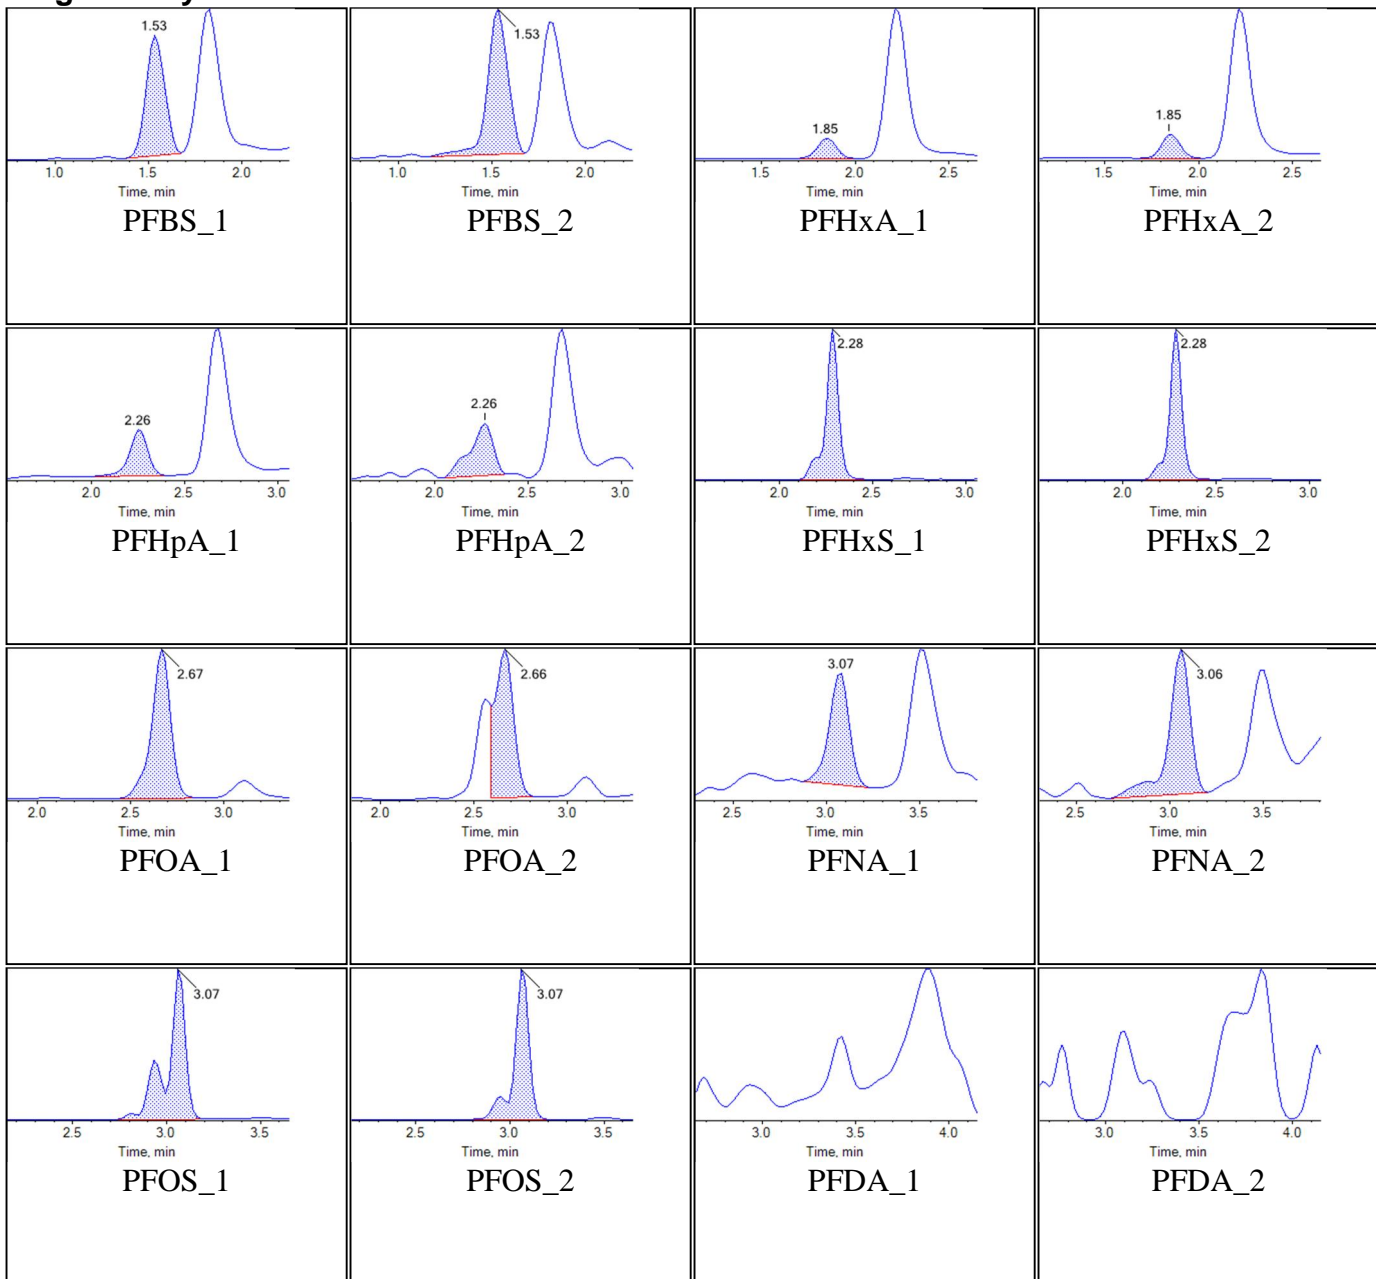 1.53
1.0 1.5 2.0
Time, min
PFBS_1
1.53
1.0 1.5 2.0
Time, min
PFBS_2
1.85
1.5 2.0 2.5
Time, min
PFHxA_1
1.85
1.5 2.0 2.5
Time, min
PFHxA_2
2.26
2.0 2.5 3.0
Time, min
PFHpA_1
2.26
2.0 2.5 3.0
Time, min
PFHpA_2
2.28
2.0 2.5 3.0
Time, min
PFHxS_1
2.28
2.0 2.5 3.0
Time, min
PFHxS_2
2.67
2.0 2.5 3.0
Time, min
PFOA_1
2.66
2.0 2.5 3.0
Time, min
PFOA_2
3.07
2.5 3.0 3.5
Time, min
PFNA_1
3.06
2.5 3.0 3.5
Time, min
PFNA_2
3.07
2.5 3.0 3.5
Time, min
PFOS_1
3.07
2.5 3.0 3.5
Time, min
PFOS_2
3.0 3.5 4.0
Time, min
PFDA_1
3.0 3.5 4.0
Time, min
PFDA_2